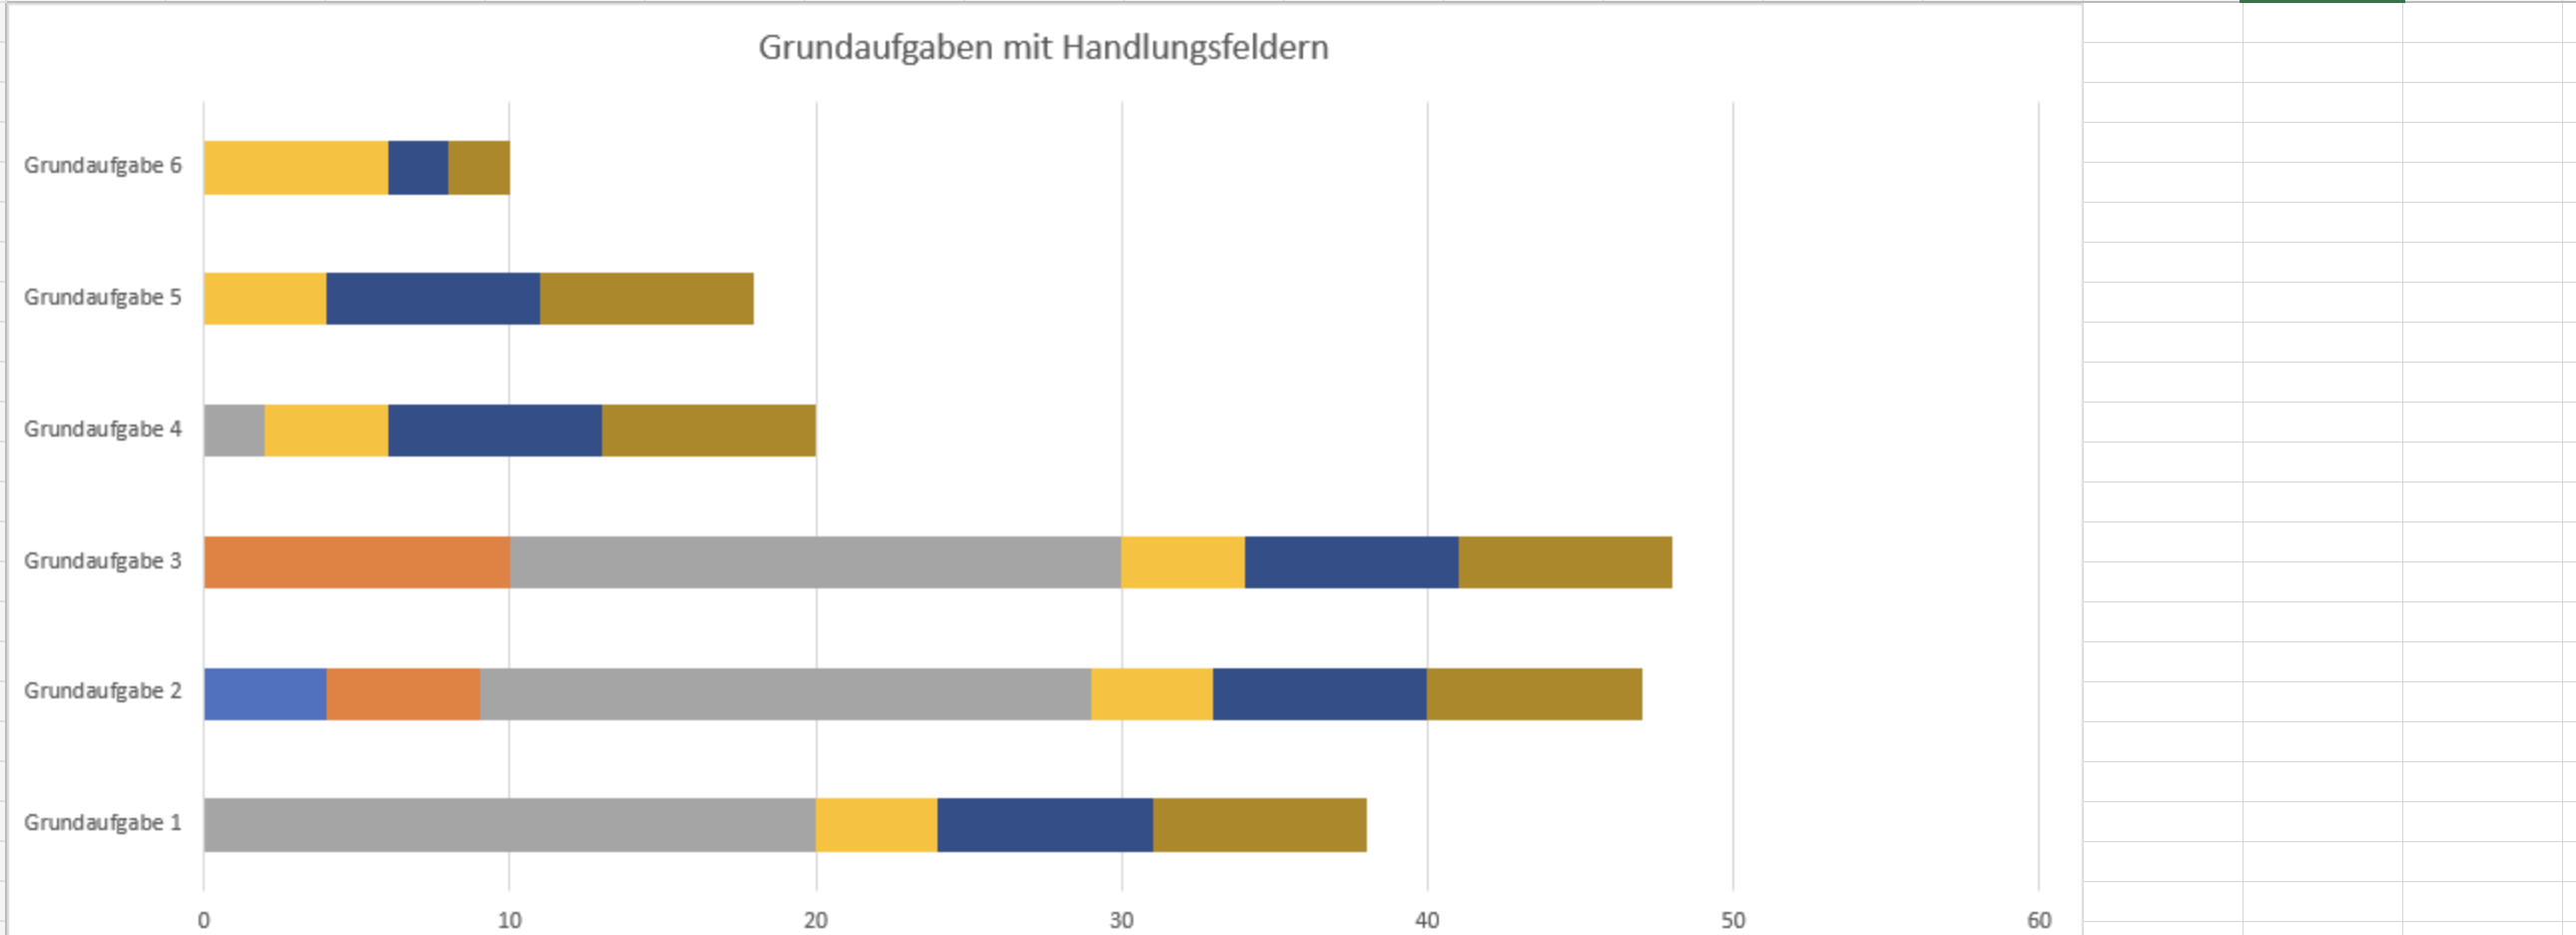 Grundaufgaben mit Handlungsfeldern
Grundaufgabe 6
Grundaufgabe 5
Grundaufgabe 4
Grundaufgabe 3
Grundaufgabe 2
Grundaufgabe 1
0 10 20 30 40 50 60